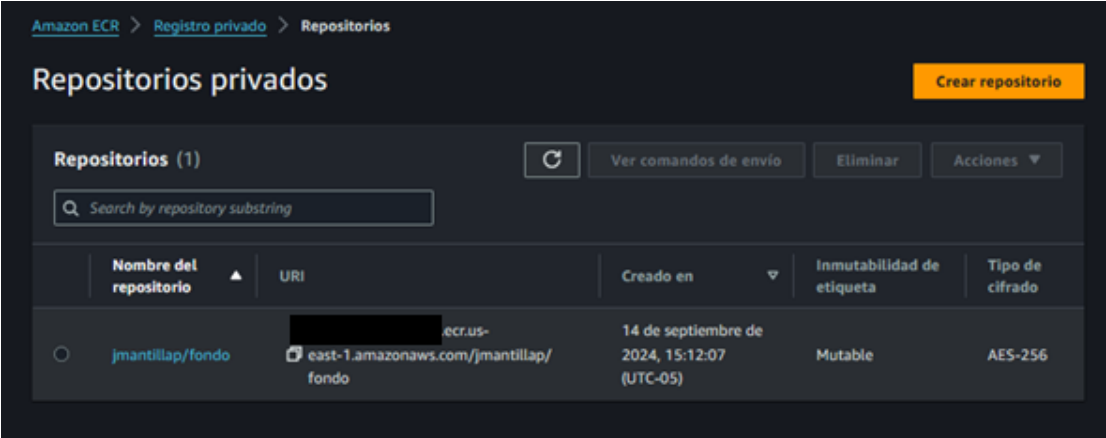 Amazon ECR > Registro privado > Repositorios
Repositorios privados
Crear repositorio
Repositorios (1)
Ver comandos de envío
Eliminar
Acciones ▼
Search by repository substring
Nombre del
repositorio
URI
Creado en
Inmutabilidad de
etiqueta
Tipo de
cifrado
jmantillap/fondo
.ecr.us-
east-1.amazonaws.com/jmantillap/
fondo
14 de septiembre de
2024, 15:12:07
(UTC-05)
Mutable
AES-256